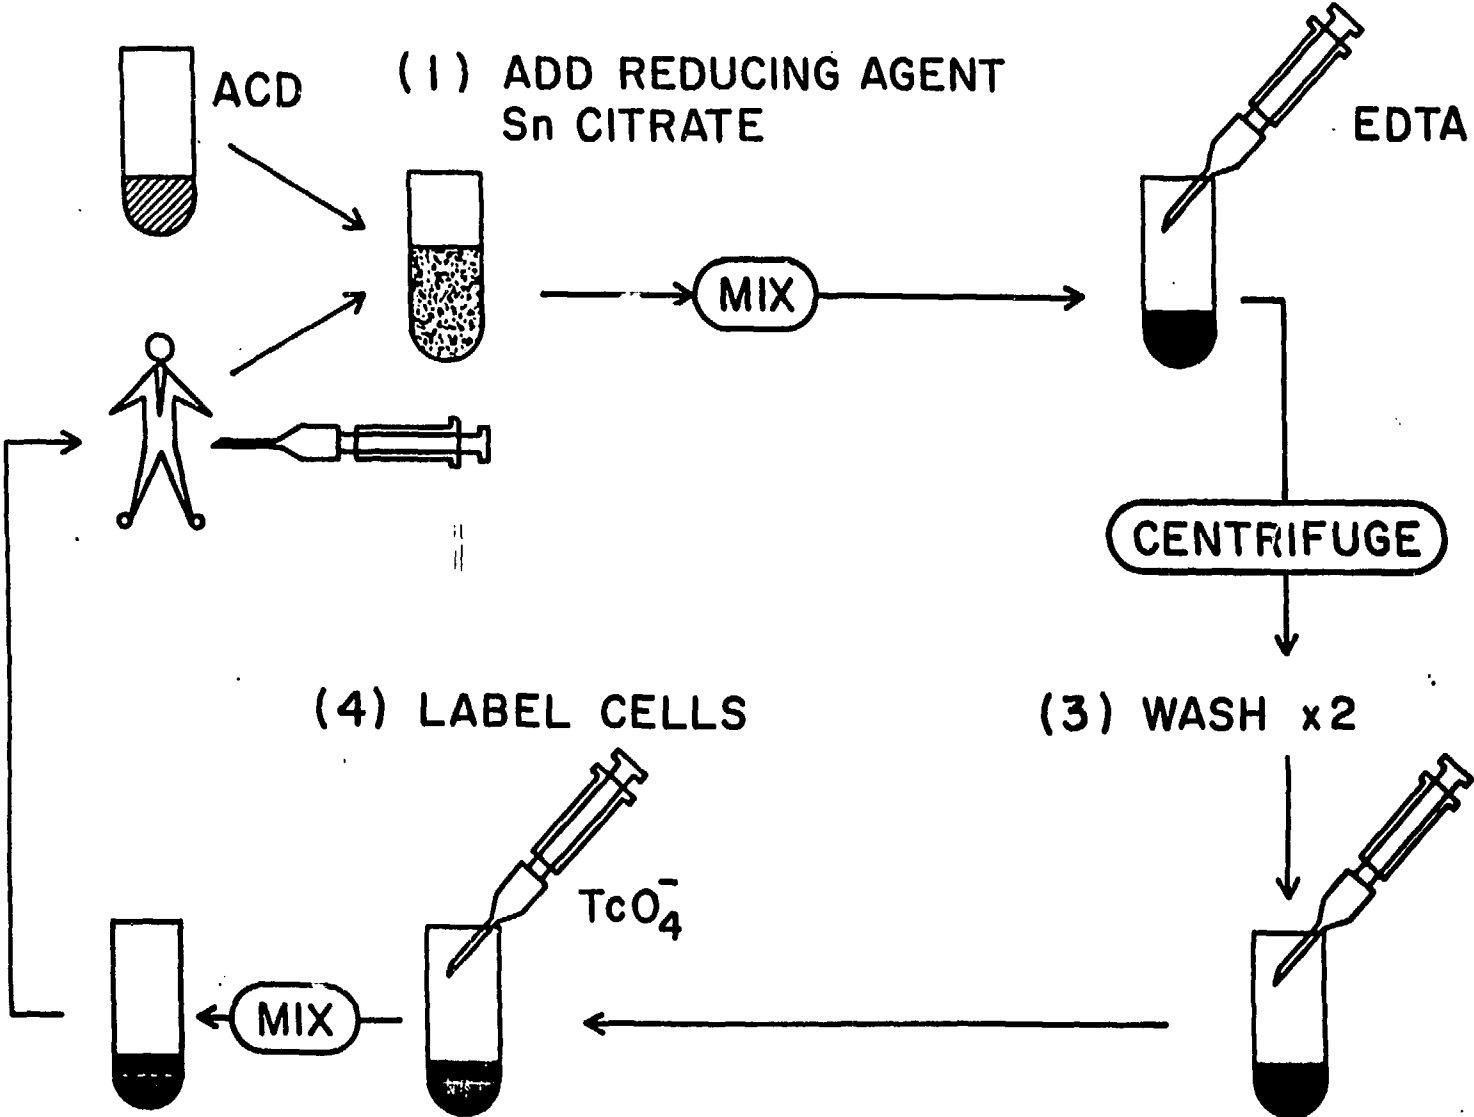 ACD
(1) ADD REDUCING AGENT
Sn CITRATE
EDTA
MIX
CENTRIFUGE
(4) LABEL CELLS
(3) WASH x2
TcO₄⁻
MIX